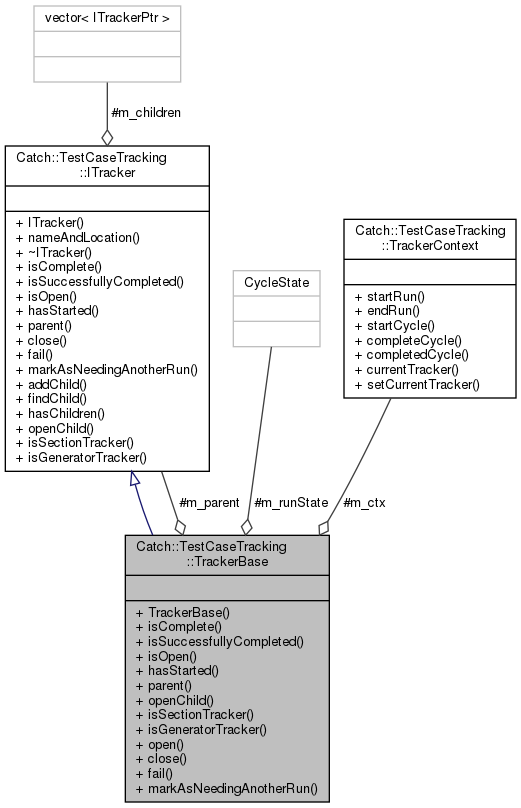 vector< ITrackerPtr >
#m_children
Catch::TestCaseTracking
::ITracker
+ ITracker()
+ nameAndLocation()
+ ~ITracker()
+ isComplete()
+ isSuccessfullyCompleted()
+ isOpen()
+ hasStarted()
+ parent()
+ close()
+ fail()
+ markAsNeedingAnotherRun()
+ addChild()
+ findChild()
+ hasChildren()
+ openChild()
+ isSectionTracker()
+ isGeneratorTracker()
CycleState
Catch::TestCaseTracking
::TrackerContext
+ startRun()
+ endRun()
+ startCycle()
+ completeCycle()
+ completedCycle()
+ currentTracker()
+ setCurrentTracker()
#m_parent
#m_runState
#m_ctx
Catch::TestCaseTracking
::TrackerBase
+ TrackerBase()
+ isComplete()
+ isSuccessfullyCompleted()
+ isOpen()
+ hasStarted()
+ parent()
+ openChild()
+ isSectionTracker()
+ isGeneratorTracker()
+ open()
+ close()
+ fail()
+ markAsNeedingAnotherRun()